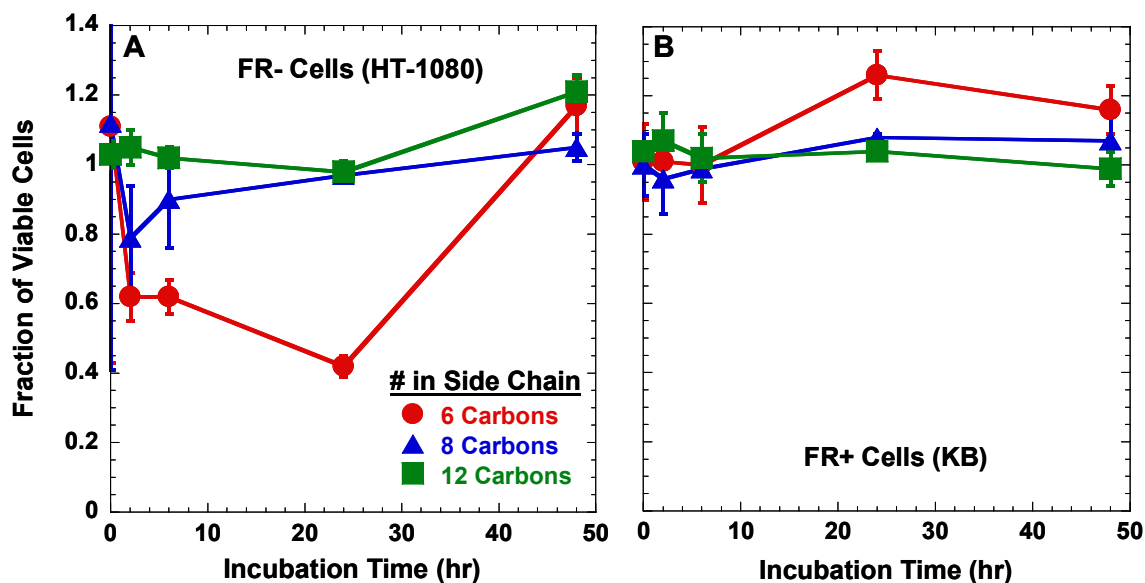 A
FR- Cells (HT-1080)
Fraction of Viable Cells
1.4
1.2
1
0.8
0.6
0.4
0.2
0
# in Side Chain
6 Carbons
8 Carbons
12 Carbons
0 10 20 30 40 50
Incubation Time (hr)
B
FR+ Cells (KB)
0 10 20 30 40 50
Incubation Time (hr)